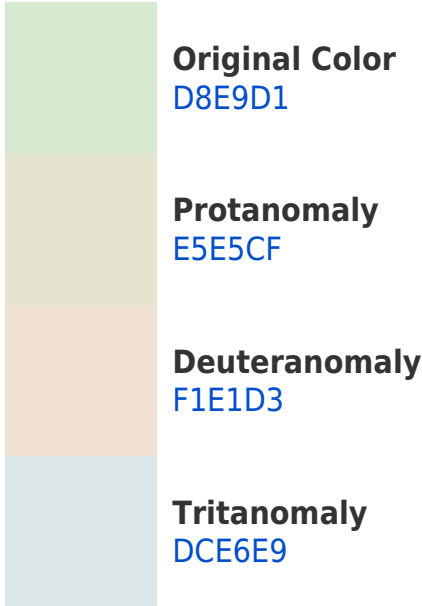 Original Color
D8E9D1
Protanomaly
E5E5CF
Deuteranomaly
F1E1D3
Tritanomaly
DCE6E9